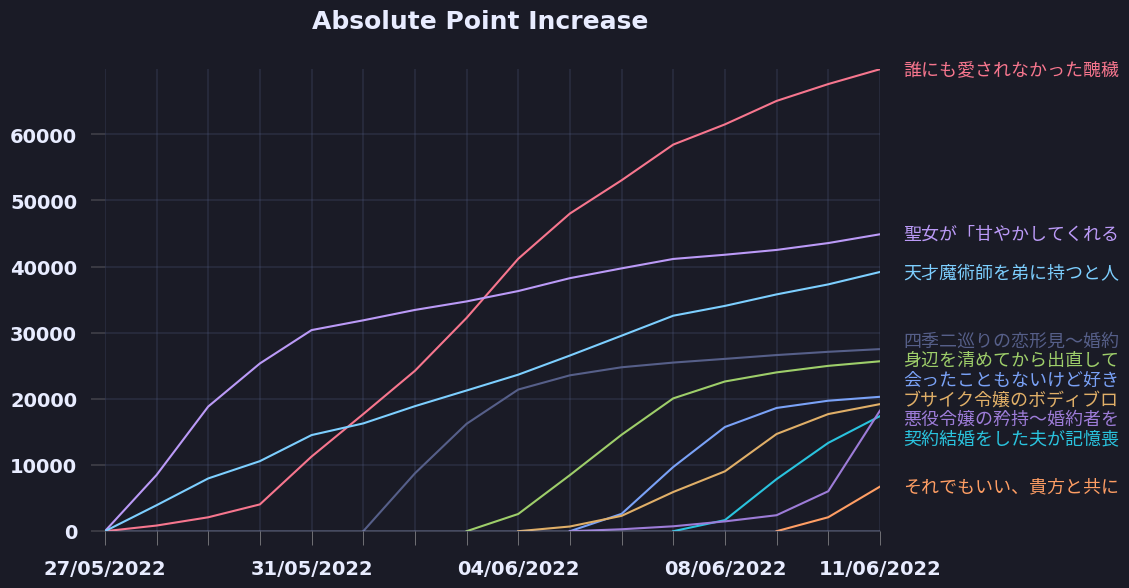 Absolute Point Increase
誰にも愛されなかった醜穢
60000
50000
聖女が「甘やかしてくれる
40000
天才魔術師を弟に持つと人
30000
四季二巡りの恋形見〜婚約
身辺を清めてから出直して
会ったこともないけど好き
20000
ブサイク令嬢のボディブロ
悪役令嬢の矜持〜婚約者を
契約結婚をした夫が記憶喪
10000
それでもいい、貴方と共に
0
27/05/2022 31/05/2022 04/06/2022 08/06/2022 11/06/2022